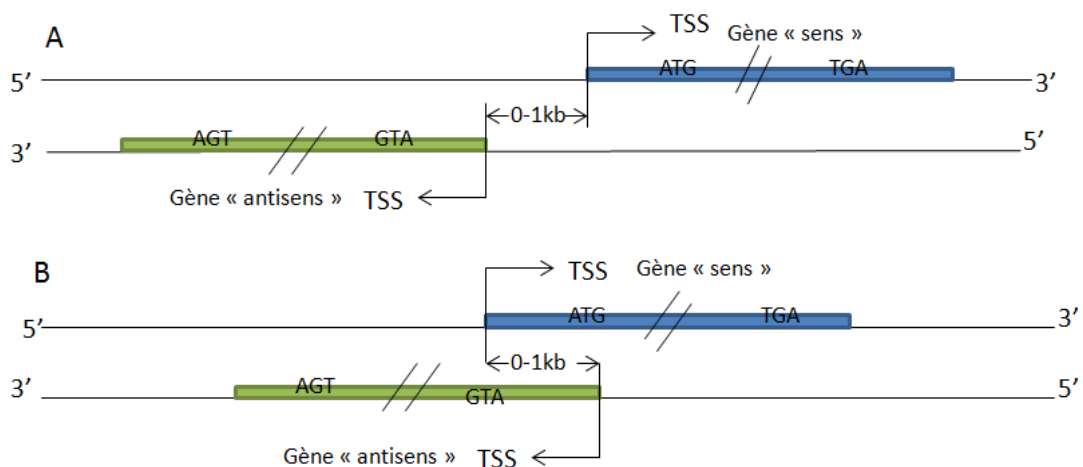 A
TSS Gène « sens »
5’ ATG TGA 3’
0-1kb
3’ AGT GTA 5’
Gène « antisens » TSS
B
TSS Gène « sens »
5’ ATG TGA 3’
0-1kb
3’ AGT GTA 5’
Gène « antisens » TSS